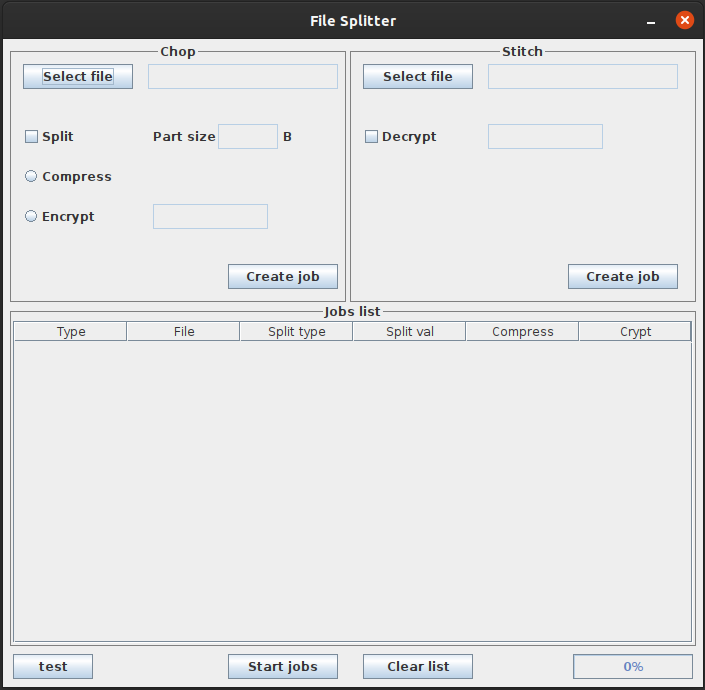 File Splitter
Chop
Select file
Split
Part size
B
Compress
Encrypt
Create job
Stitch
Select file
Decrypt
Create job
Jobs list
Type File Split type Split val Compress Crypt
test
Start jobs
Clear list
0%